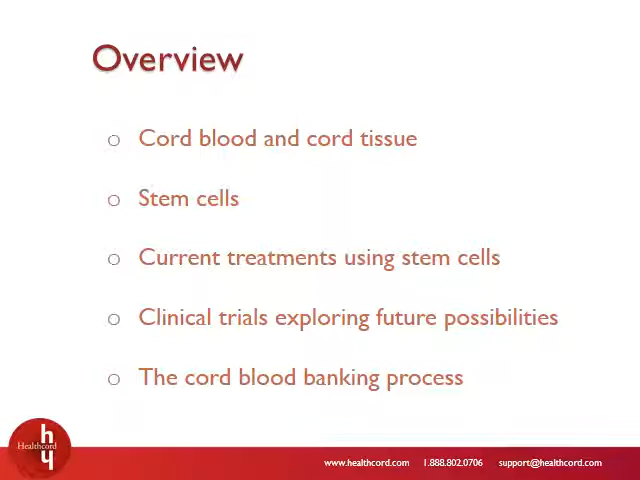 Overview
o Cord blood and cord tissue
o Stem cells
o Current treatments using stem cells
o Clinical trials exploring future possibilities
o The cord blood banking process
h
Healthcord
y
www.healthcord.com 1.888.802.0706 support@healthcord.com